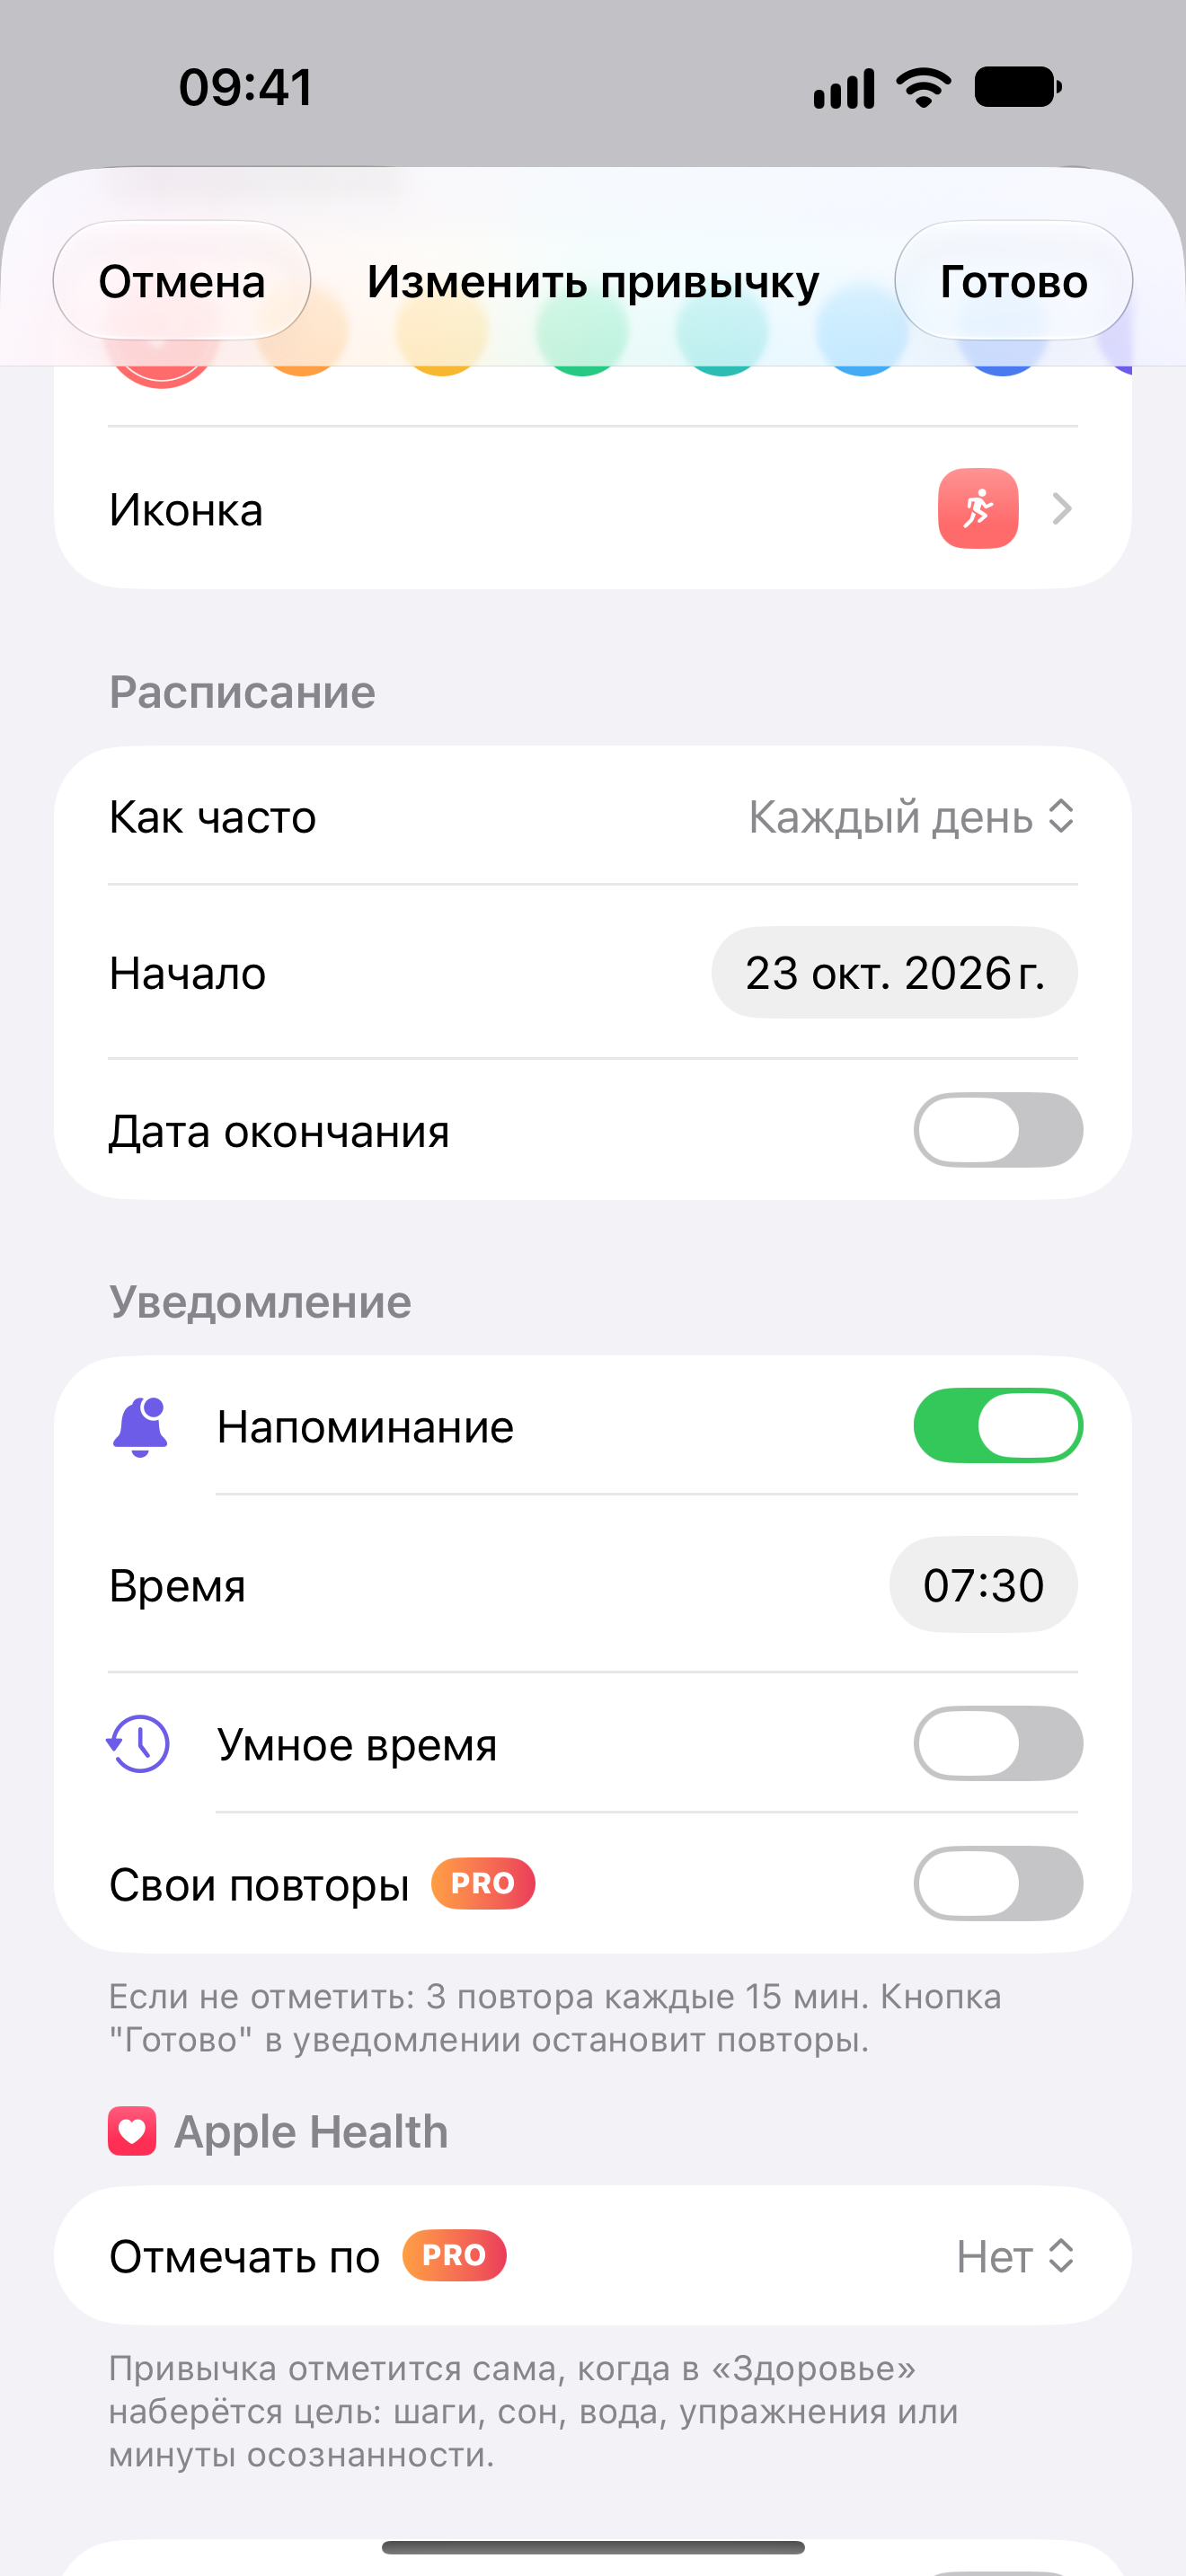 09:41
Отмена
Изменить привычку
Готово
Иконка
Расписание
Как часто
Каждый день
Начало
23 окт. 2026 г.
Дата окончания
Уведомление
Напоминание
Время
07:30
Умное время
Свои повторы PRO
Если не отметить: 3 повтора каждые 15 мин. Кнопка
"Готово" в уведомлении остановит повторы.
Apple Health
Отмечать по PRO
Нет
Привычка отметится сама, когда в «Здоровье»
наберётся цель: шаги, сон, вода, упражнения или
минуты осознанности.